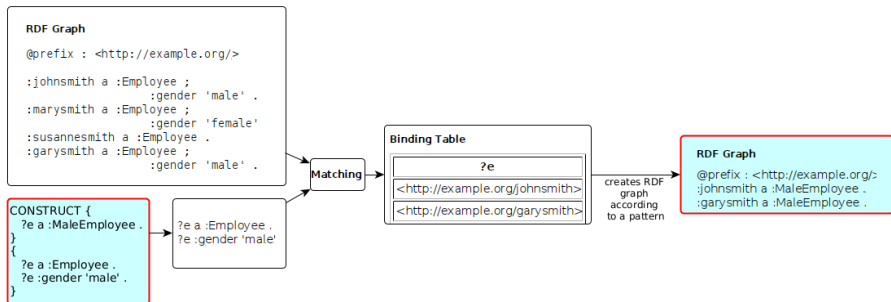 RDF Graph
@prefix : <http://example.org/>
:johnsmith a :Employee ;
:gender 'male' .
:marysmith a :Employee ;
:gender 'female'
:susannesmith a :Employee .
:garysmith a :Employee ;
:gender 'male' .
CONSTRUCT {
?e a :MaleEmployee .
}
{
?e a :Employee .
?e :gender 'male' .
}
?e a :Employee .
?e :gender 'male'
Matching
Binding Table
?e
<http://example.org/johnsmith>
<http://example.org/garysmith>
creates RDF
graph
according
to a pattern
RDF Graph
@prefix : <http://example.org/>
:johnsmith a :MaleEmployee .
:garysmith a :MaleEmployee .